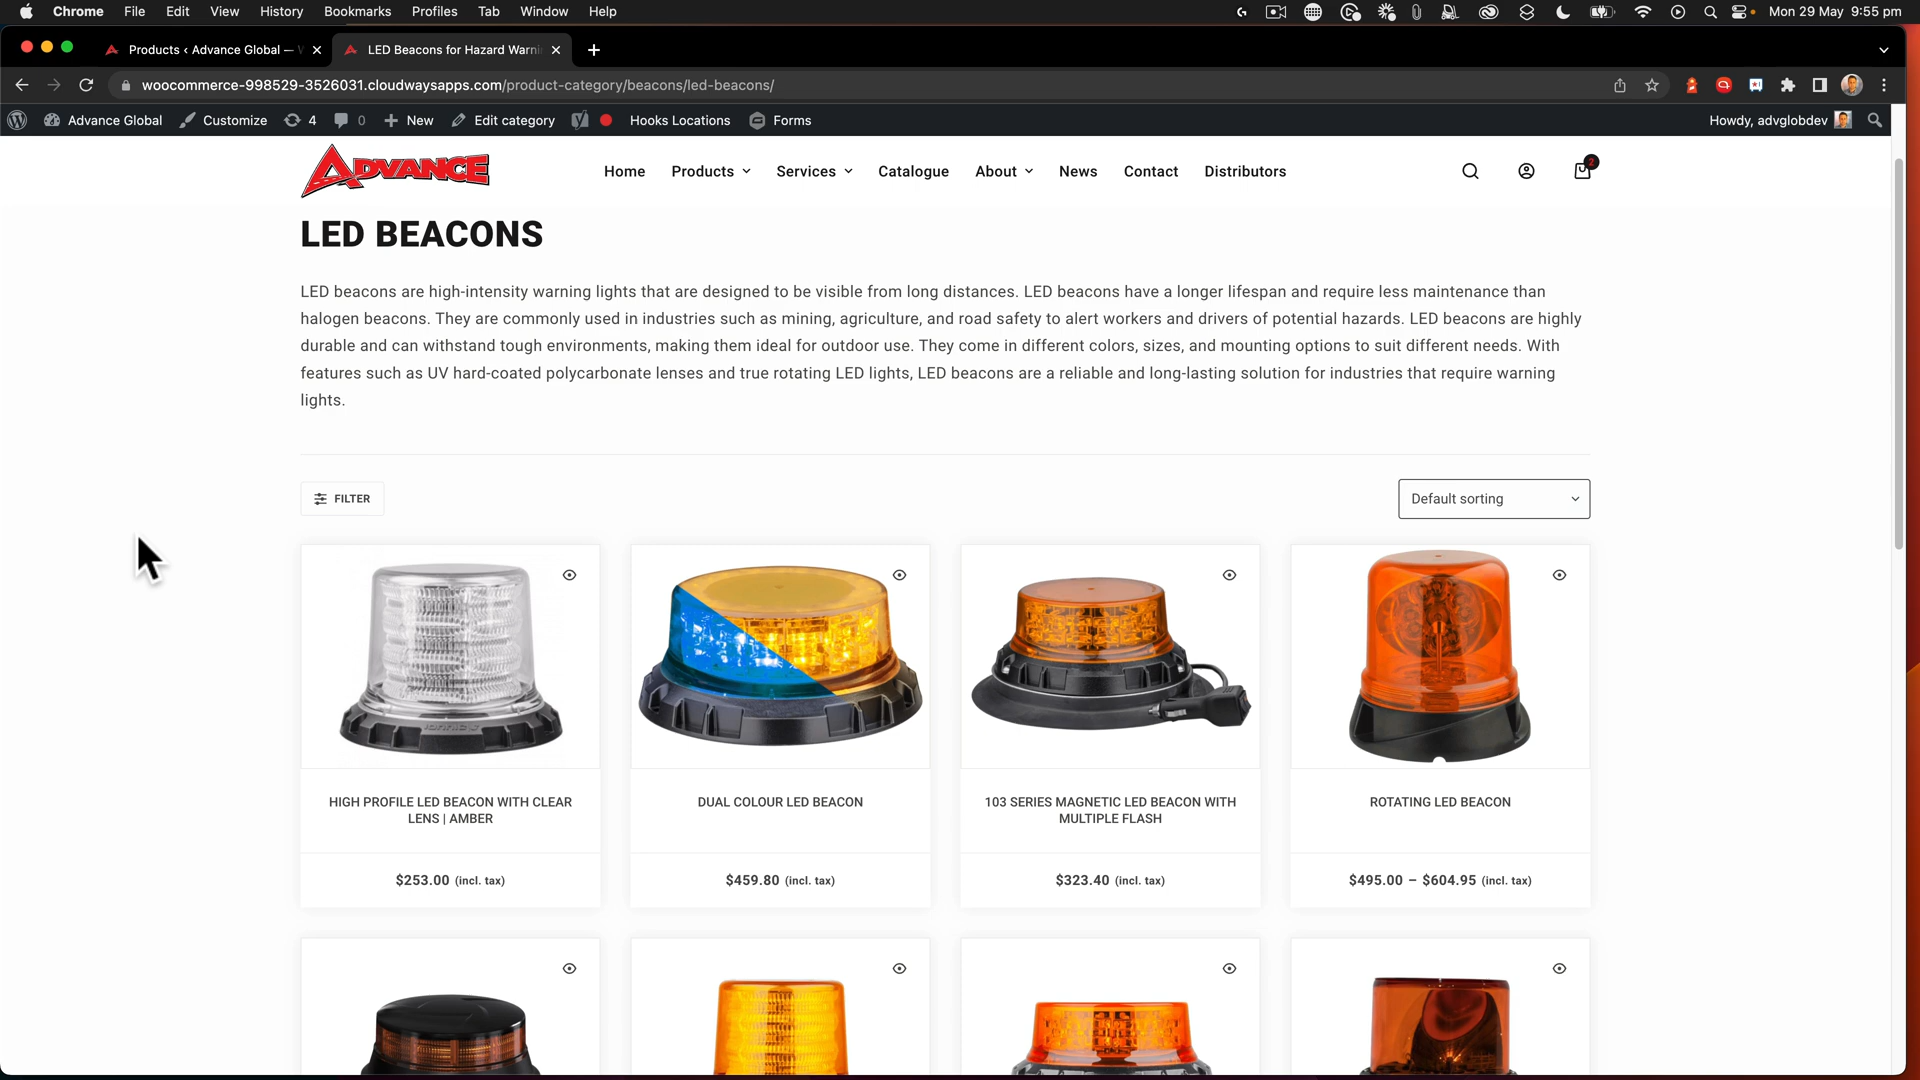 Chrome File Edit View History Bookmarks Profiles Tab Window Help Mon 29 May 9:55 pm
Products ‹ Advance Global — LED Beacons for Hazard Warni
woocommerce-998529-3526031.cloudwaysapps.com/product-category/beacons/led-beacons/
Advance Global Customize 4 0 New Edit category Hooks Locations Forms Howdy, advglobdev
ADVANCE Home Products Services Catalogue About News Contact Distributors 2
LED BEACONS
LED beacons are high-intensity warning lights that are designed to be visible from long distances. LED beacons have a longer lifespan and require less maintenance than
halogen beacons. They are commonly used in industries such as mining, agriculture, and road safety to alert workers and drivers of potential hazards. LED beacons are highly
durable and can withstand tough environments, making them ideal for outdoor use. They come in different colors, sizes, and mounting options to suit different needs. With
features such as UV hard-coated polycarbonate lenses and true rotating LED lights, LED beacons are a reliable and long-lasting solution for industries that require warning
lights.
FILTER Default sorting
HIGH PROFILE LED BEACON WITH CLEAR
LENS | AMBER
DUAL COLOUR LED BEACON
103 SERIES MAGNETIC LED BEACON WITH
MULTIPLE FLASH
ROTATING LED BEACON
$253.00 (incl. tax) $459.80 (incl. tax) $323.40 (incl. tax) $495.00 – $604.95 (incl. tax)